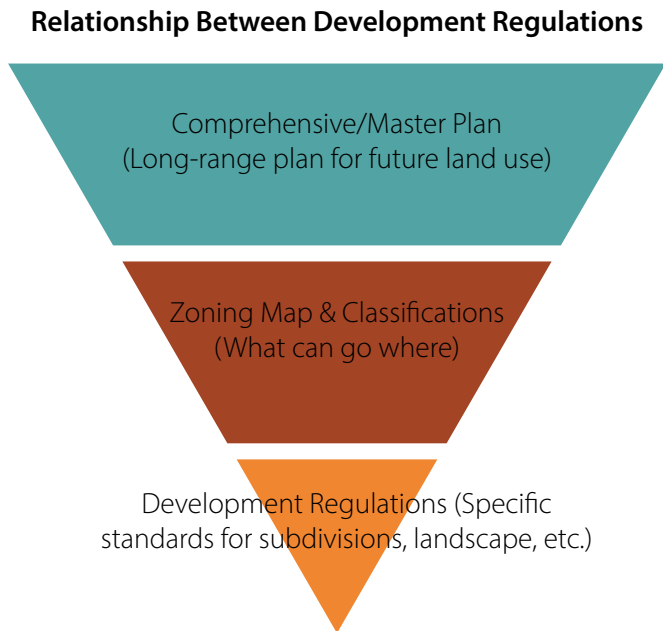 Relationship Between Development Regulations
Comprehensive/Master Plan
(Long-range plan for future land use)
Zoning Map & Classifications
(What can go where)
Development Regulations (Specific
standards for subdivisions, landscape, etc.)